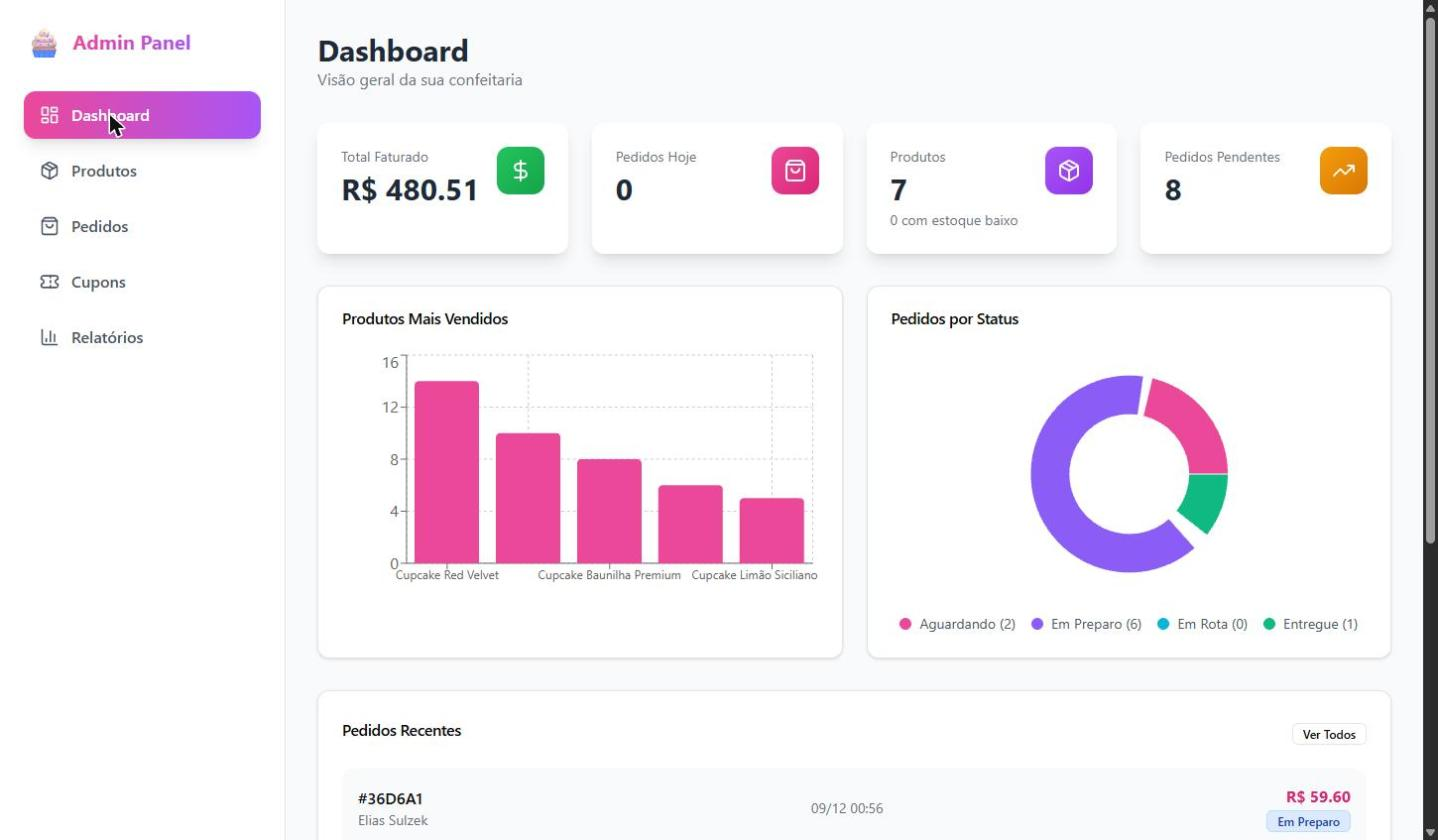 Admin Panel
Dashboard
Produtos
Pedidos
Cupons
Relatórios
Dashboard
Visão geral da sua confeitaria
Total Faturado
R$ 480.51
Pedidos Hoje
0
Produtos
7
0 com estoque baixo
Pedidos Pendentes
8
Produtos Mais Vendidos
16
12
8
4
0
Cupcake Red Velvet
Cupcake Baunilha Premium
Cupcake Limão Siciliano
Pedidos por Status
Aguardando (2)
Em Preparo (6)
Em Rota (0)
Entregue (1)
Pedidos Recentes
Ver Todos
#36D6A1
Elias Sulzek
09/12 00:56
R$ 59.60
Em Preparo